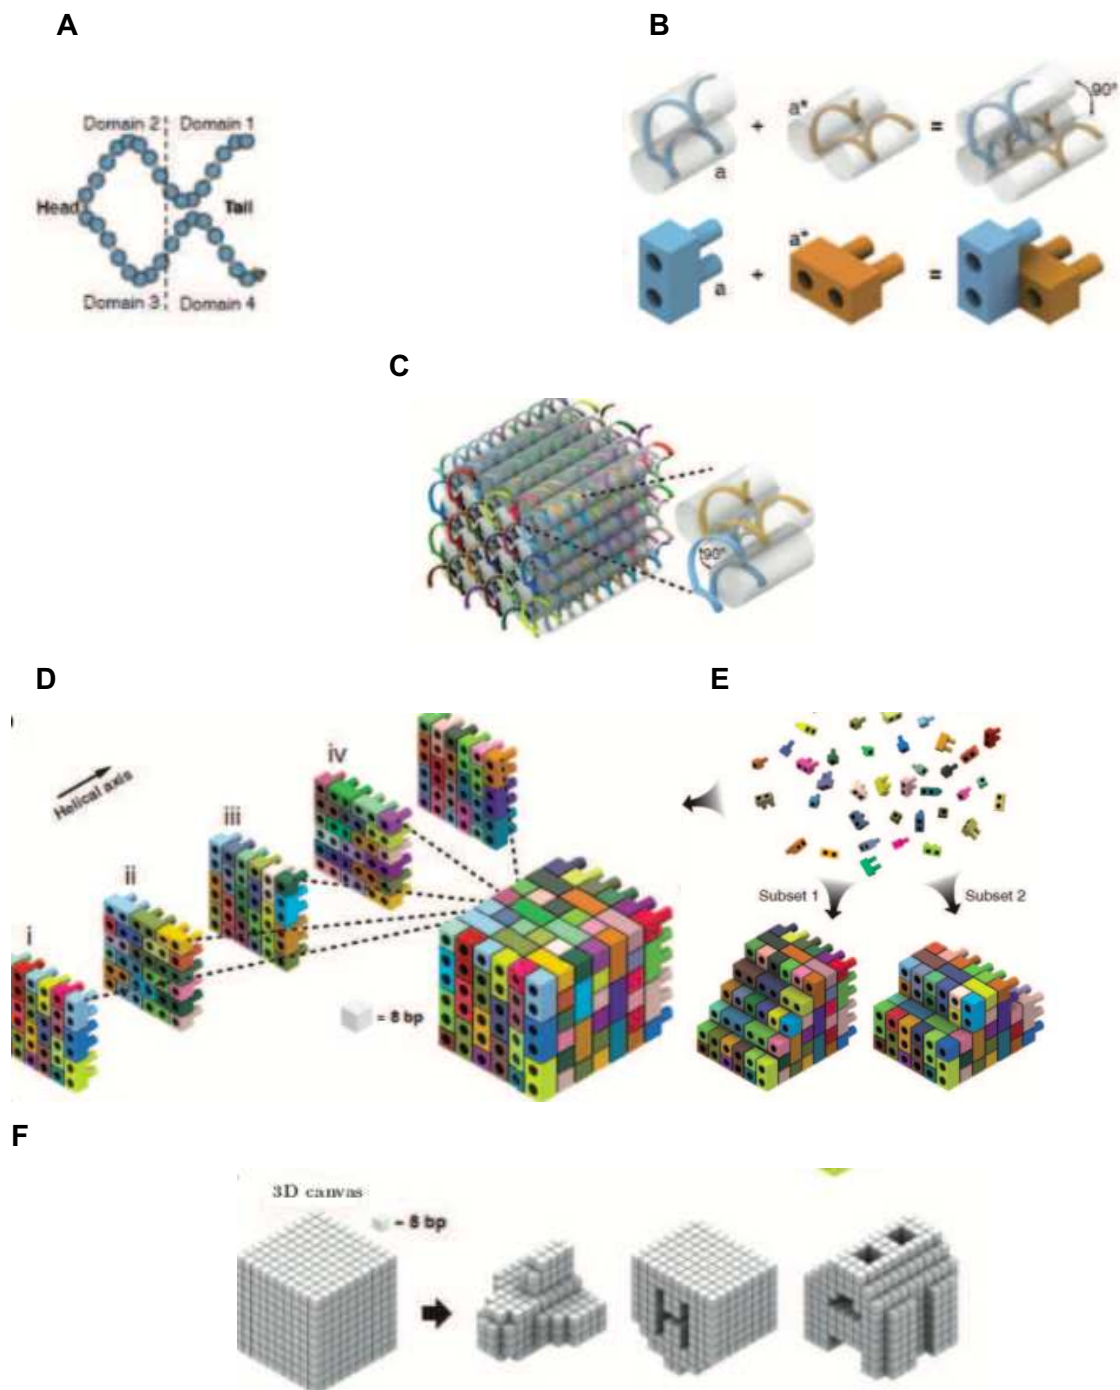 A
B
Domain 2 Domain 1
Head Tail
Domain 3 Domain 4
a* 90°
+ =
a
a*
+ =
a
C
90°
D
E
Helical axis
i
ii
iii
iv
= 8 bp
Subset 1 Subset 2
F
3D canvas
= 8 bp
H